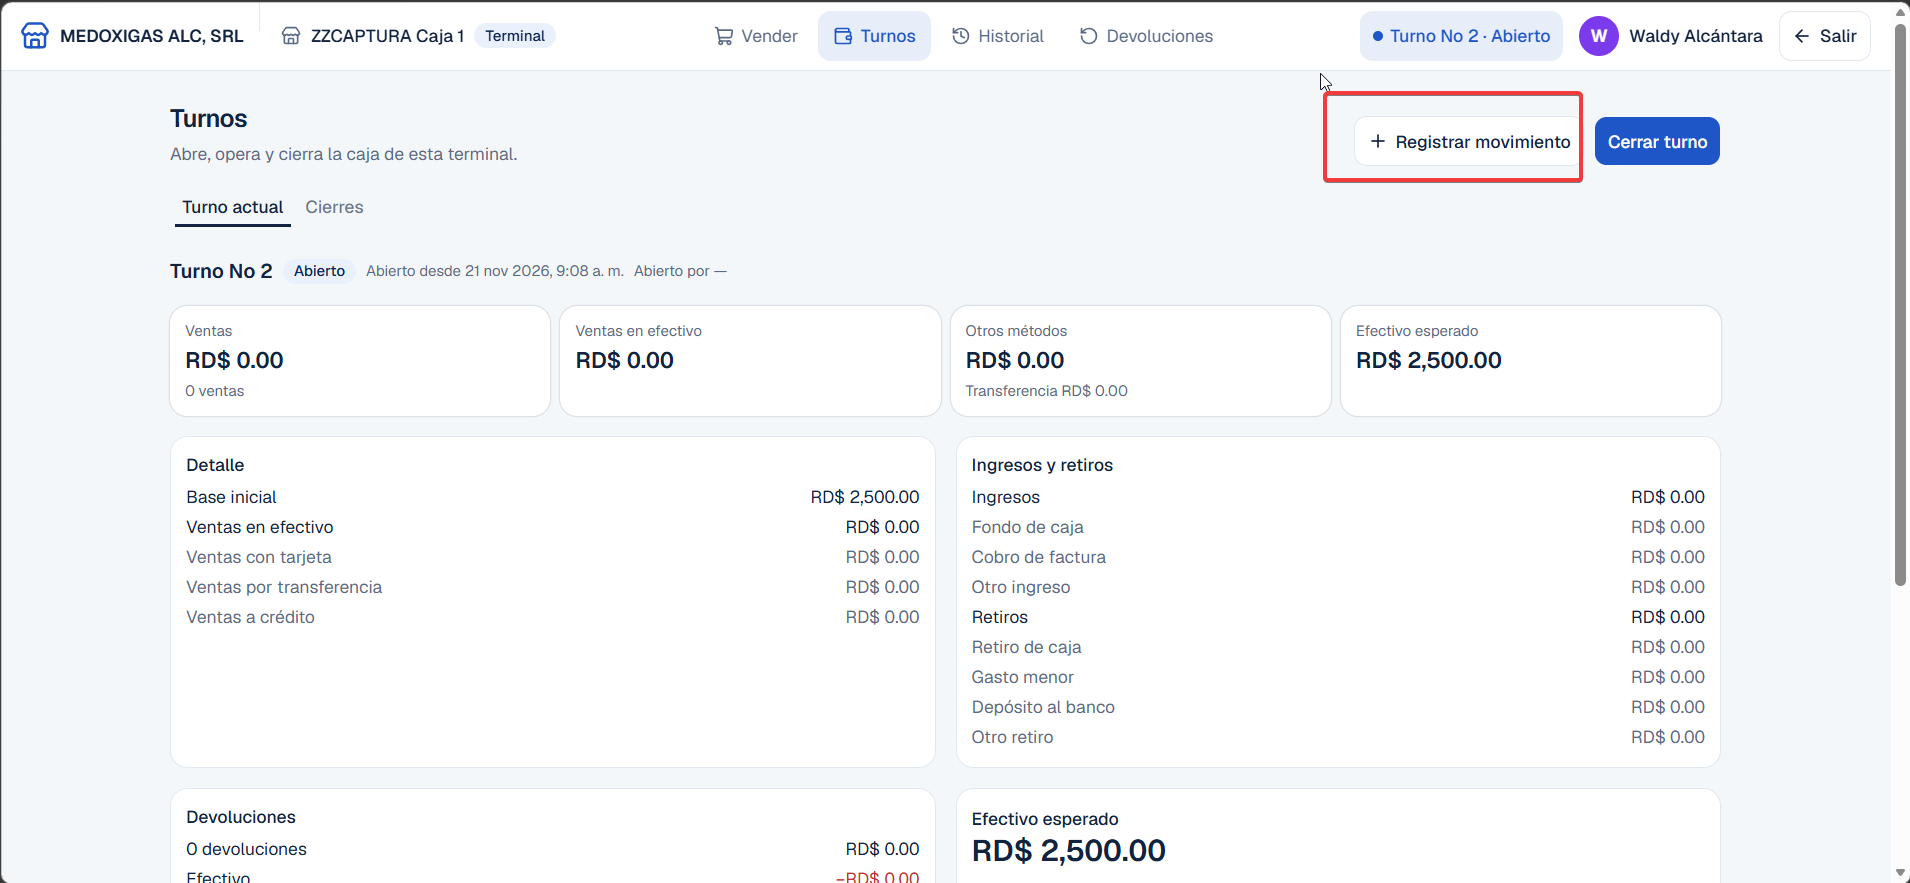 MEDOXIGAS ALC, SRL
ZZCAPTURA Caja 1
Terminal
Vender
Turnos
Historial
Devoluciones
Turno No 2 · Abierto
W
Waldy Alcántara
← Salir
Turnos
Abre, opera y cierra la caja de esta terminal.
+ Registrar movimiento
Cerrar turno
Turno actual
Cierres
Turno No 2
Abierto
Abierto desde 21 nov 2026, 9:08 a. m.
Abierto por —
Ventas
RD$ 0.00
0 ventas
Ventas en efectivo
RD$ 0.00
Otros métodos
RD$ 0.00
Transferencia RD$ 0.00
Efectivo esperado
RD$ 2,500.00
Detalle
Base inicial RD$ 2,500.00
Ventas en efectivo RD$ 0.00
Ventas con tarjeta RD$ 0.00
Ventas por transferencia RD$ 0.00
Ventas a crédito RD$ 0.00
Ingresos y retiros
Ingresos RD$ 0.00
Fondo de caja RD$ 0.00
Cobro de factura RD$ 0.00
Otro ingreso RD$ 0.00
Retiros RD$ 0.00
Retiro de caja RD$ 0.00
Gasto menor RD$ 0.00
Depósito al banco RD$ 0.00
Otro retiro RD$ 0.00
Devoluciones
0 devoluciones RD$ 0.00
Efectivo −RD$ 0.00
Efectivo esperado
RD$ 2,500.00